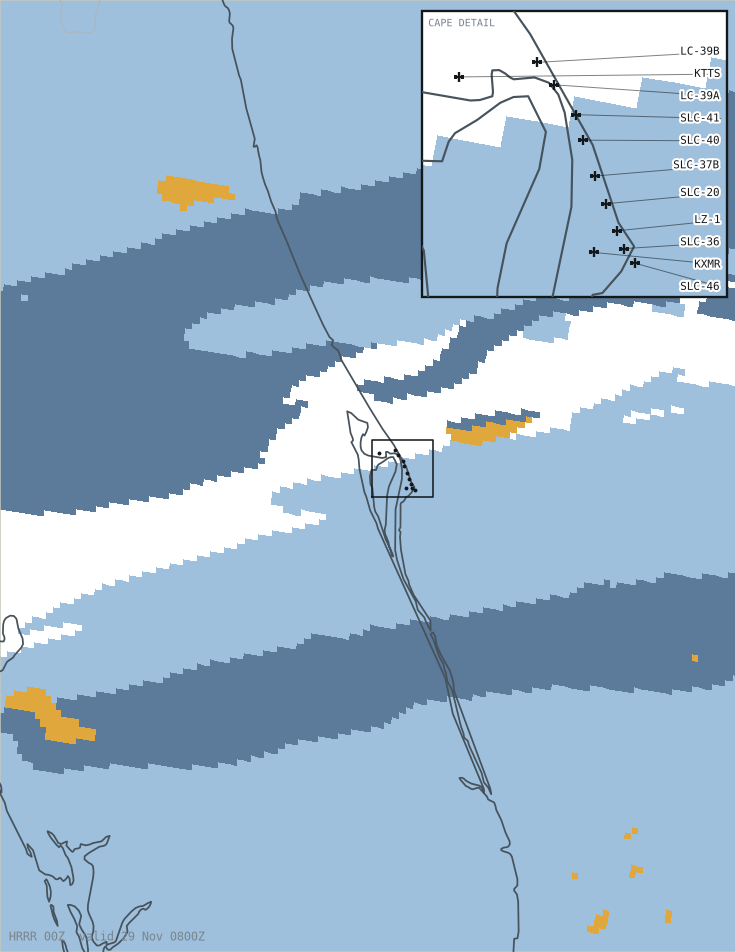 CAPE DETAIL
LC-39B
KTTS
LC-39A
SLC-41
SLC-40
SLC-37B
SLC-20
LZ-1
SLC-36
KXMR
SLC-46
HRRR 00Z valid 29 Nov 0800Z